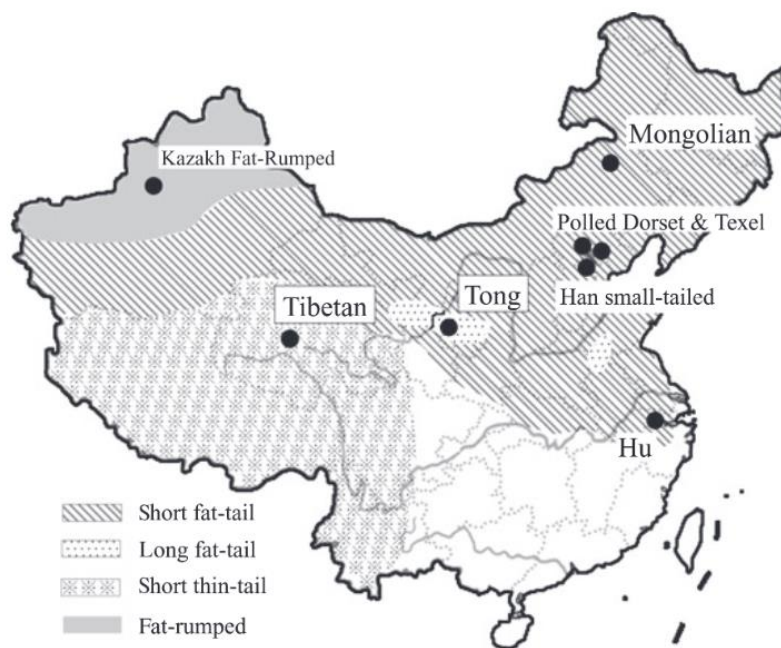 Mongolian
Kazakh Fat-Rumped
Polled Dorset & Texel
Tibetan
Tong
Han small-tailed
Hu
Short fat-tail
Long fat-tail
Short thin-tail
Fat-rumped